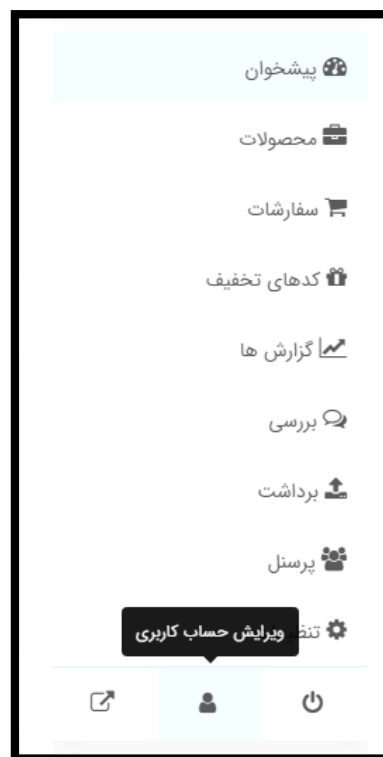 پیشخوان
محصولات
سفارشات
کدهای تخفیف
گزارش ها
بررسی
برداشت
پرسنل
ویرایش حساب کاربری